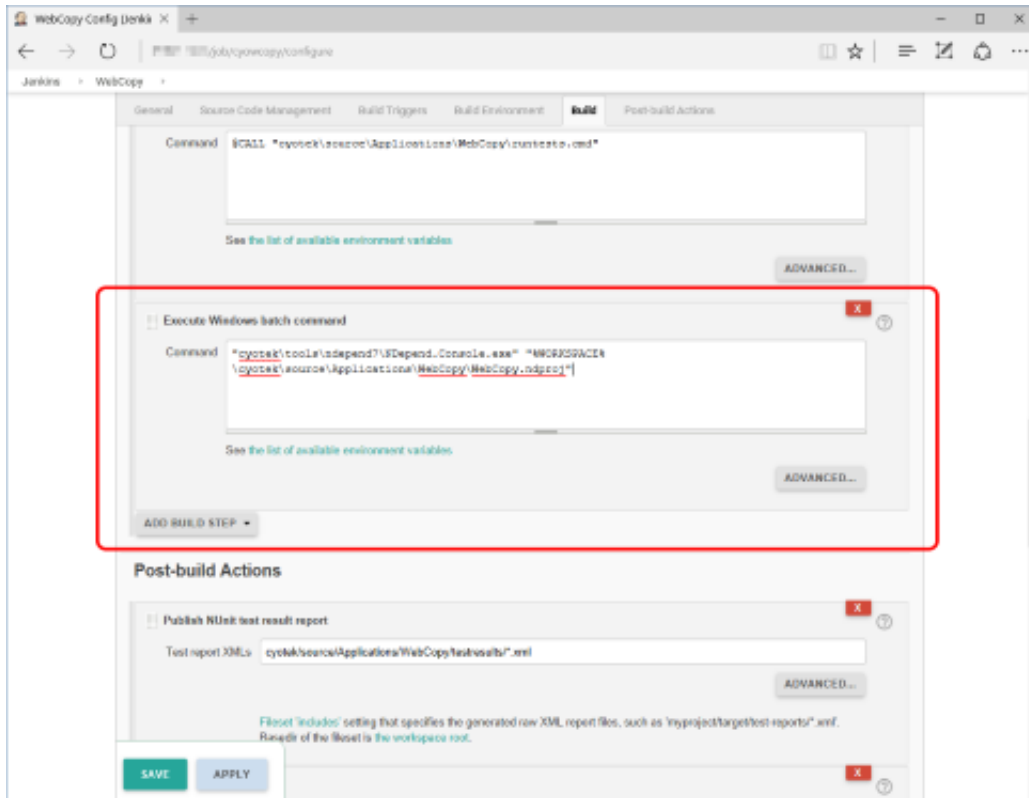 WebCopy Config [Jenki
/job/cyowcopy/configure
Jenkins > WebCopy >
General Source Code Management Build Triggers Build Environment Build Post-build Actions
Command @CALL "cyotek\source\Applications\WebCopy\runtests.cmd"
See the list of available environment variables
ADVANCED...
X
Execute Windows batch command
Command "cyotek\tools\ndepend7\NDepend.Console.exe" "%WORKSPACE%
\cyotek\source\Applications\WebCopy\WebCopy.ndproj"
See the list of available environment variables
ADVANCED...
ADD BUILD STEP
Post-build Actions
X
Publish NUnit test result report
Test report XMLs cyotek/source/Applications/WebCopy/testresults/*.xml
ADVANCED...
Fileset 'includes' setting that specifies the generated raw XML report files, such as 'myproject/target/test-reports/*.xml'.
Basedir of the fileset is the workspace root.
SAVE APPLY
X